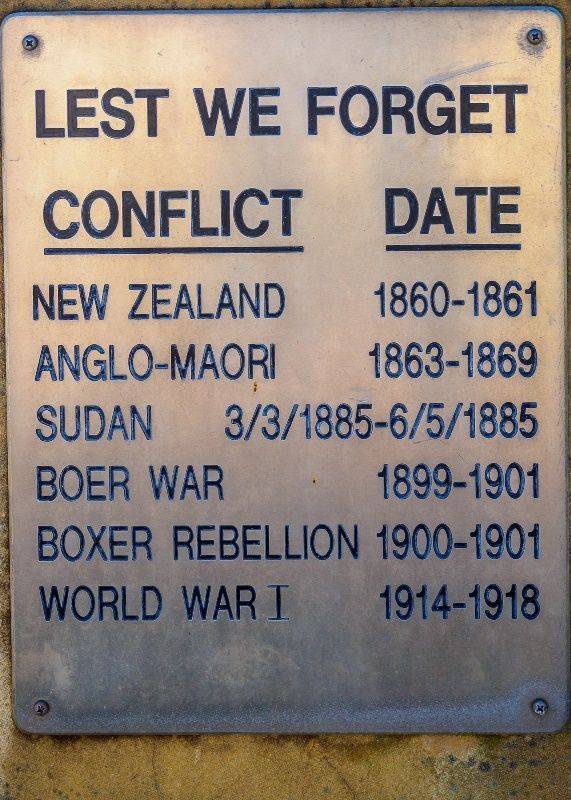 LEST WE FORGET
CONFLICT DATE
NEW ZEALAND 1860-1861
ANGLO-MAORI 1863-1869
SUDAN 3/3/1885-6/5/1885
BOER WAR 1899-1901
BOXER REBELLION 1900-1901
WORLD WAR I 1914-1918